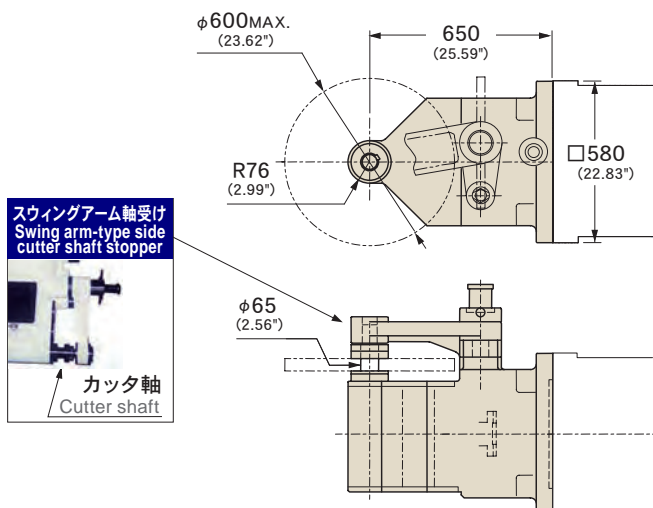 φ600MAX.
(23.62")
650
(25.59")
R76
(2.99")
□580
(22.83")
スウィングアーム軸受け
Swing arm-type side
cutter shaft stopper
φ65
(2.56")
カッタ軸
Cutter shaft